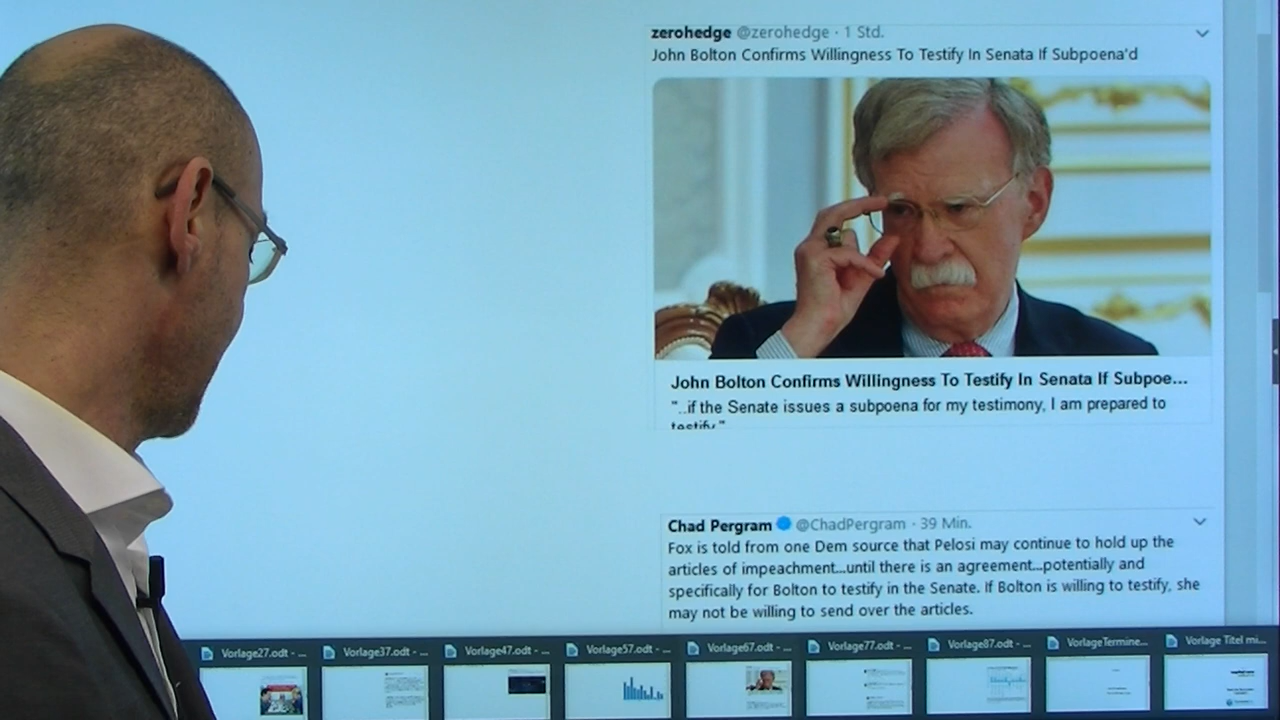 zerohedge @zerohedge · 1 Std.
John Bolton Confirms Willingness To Testify In Senata If Subpoena'd
John Bolton Confirms Willingness To Testify In Senata If Subpoe...
"..if the Senate issues a subpoena for my testimony, I am prepared to
testify."
Chad Pergram @ChadPergram · 39 Min.
Fox is told from one Dem source that Pelosi may continue to hold up the
articles of impeachment...until there is an agreement...potentially and
specifically for Bolton to testify in the Senate. If Bolton is willing to testify, she
may not be willing to send over the articles.
Vorlage27.odt - ... Vorlage37.odt - ... Vorlage47.odt - ... Vorlage57.odt - ... Vorlage67.odt - ... Vorlage77.odt - ... Vorlage87.odt - ... VorlageTermine... Vorlage Titel mi...